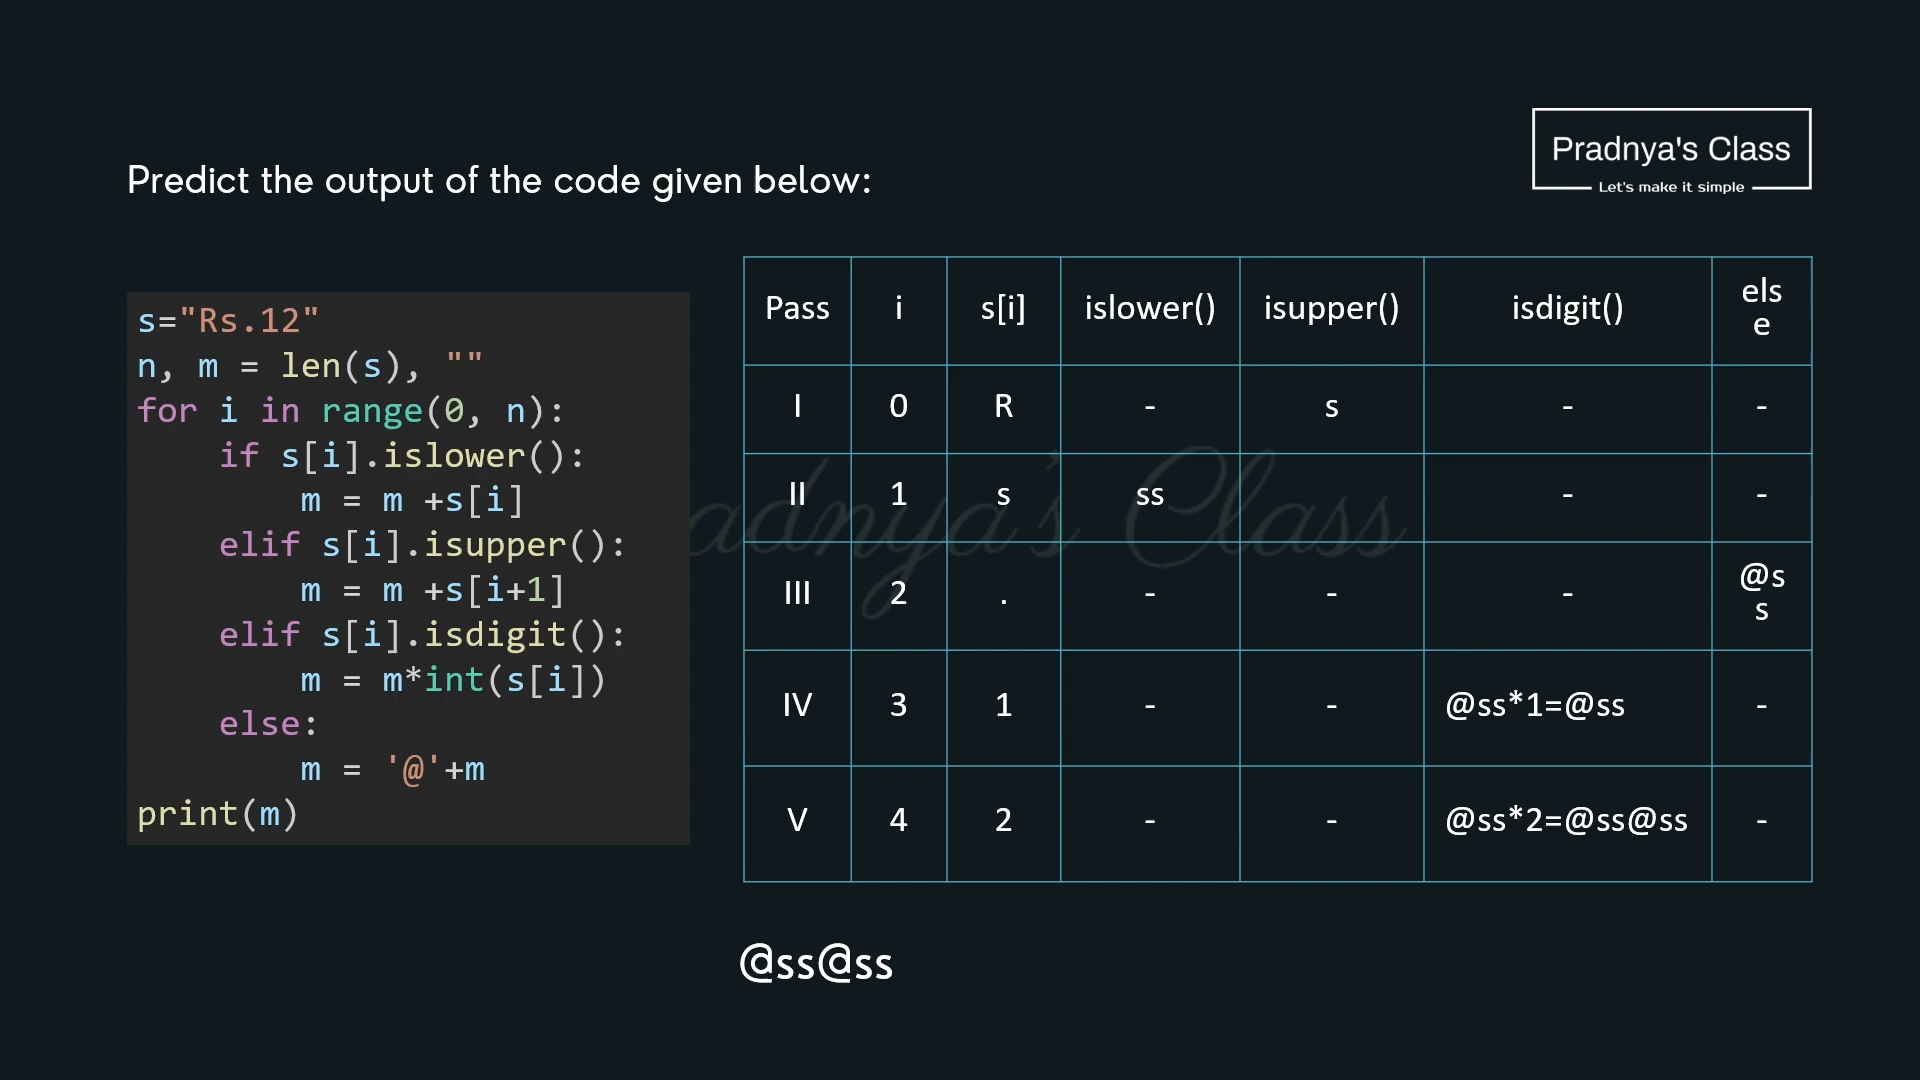 Pradnya's Class
Let's make it simple
Predict the output of the code given below:
s="Rs.12"
n, m = len(s), ""
for i in range(0, n):
    if s[i].islower():
        m = m +s[i]
    elif s[i].isupper():
        m = m +s[i+1]
    elif s[i].isdigit():
        m = m*int(s[i])
    else:
        m = '@'+m
print(m)
Pass i s[i] islower() isupper() isdigit() els
e
I 0 R - s - -
II 1 s ss - -
III 2 . - - - @s
s
IV 3 1 - - @ss*1=@ss -
V 4 2 - - @ss*2=@ss@ss -
@ss@ss
adnya's Class